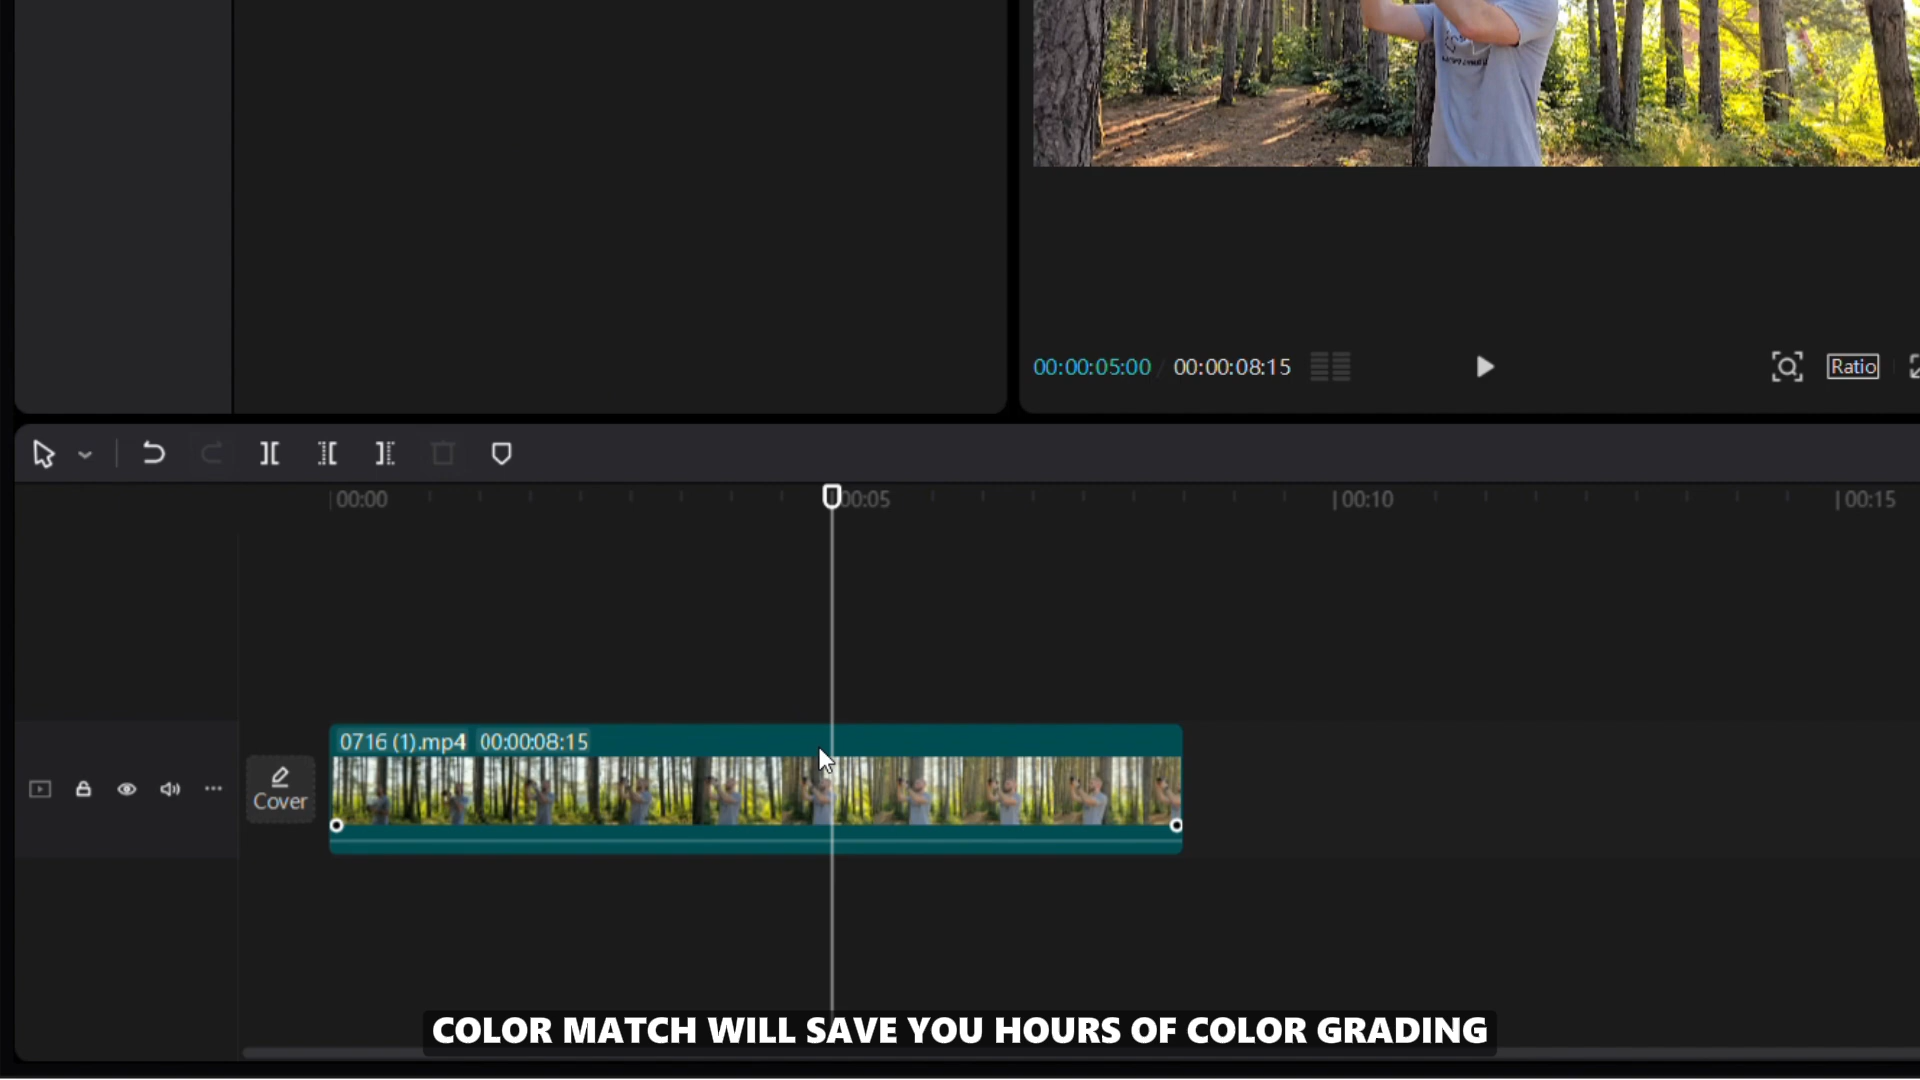 00:00:05:00 / 00:00:08:15
Ratio
00:00
00:05
00:10
00:15
0716 (1).mp4 00:00:08:15
Cover
COLOR MATCH WILL SAVE YOU HOURS OF COLOR GRADING